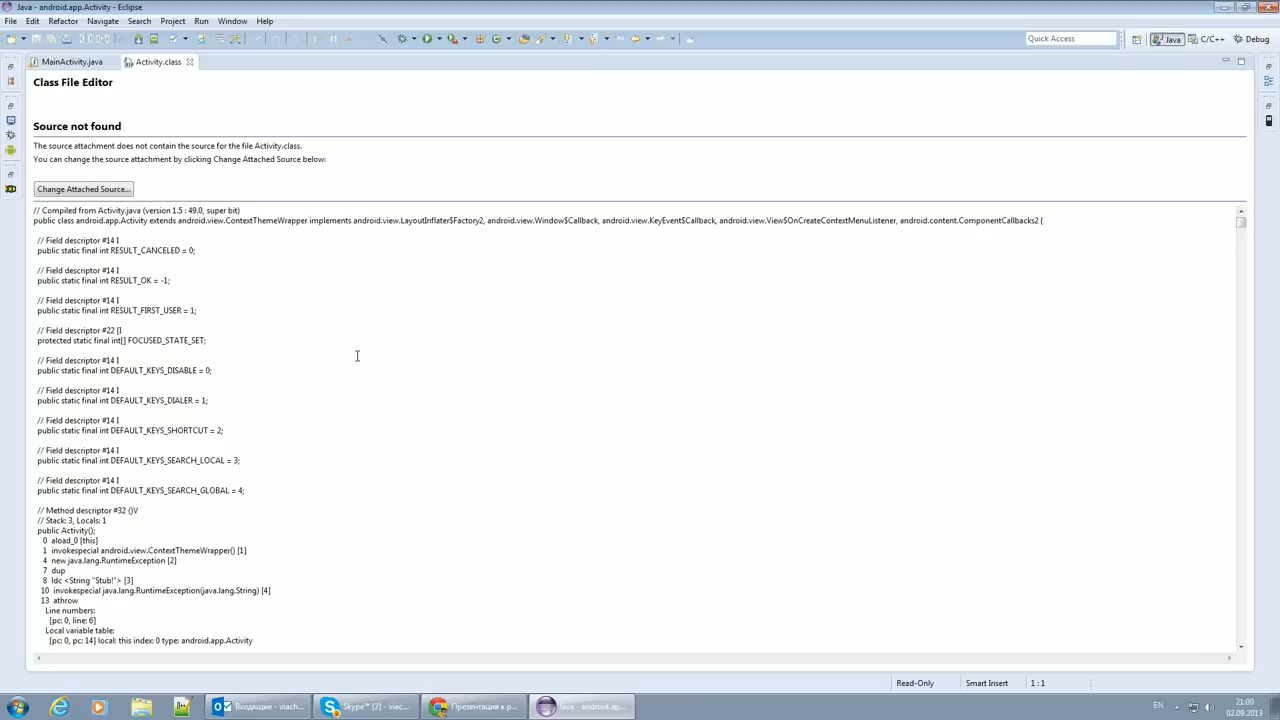 Java - android.app.Activity - Eclipse
File Edit Refactor Navigate Search Project Run Window Help
Quick Access Java C/C++ Debug
MainActivity.java Activity.class
Class File Editor
Source not found
The source attachment does not contain the source for the file Activity.class.
You can change the source attachment by clicking Change Attached Source below:
Change Attached Source...
// Compiled from Activity.java (version 1.5 : 49.0, super bit)
public class android.app.Activity extends android.view.ContextThemeWrapper implements android.view.LayoutInflater$Factory2, android.view.Window$Callback, android.view.KeyEvent$Callback, android.view.View$OnCreateContextMenuListener, android.content.ComponentCallbacks2 {
// Field descriptor #14 I
public static final int RESULT_CANCELED = 0;
// Field descriptor #14 I
public static final int RESULT_OK = -1;
// Field descriptor #14 I
public static final int RESULT_FIRST_USER = 1;
// Field descriptor #22 [I
protected static final int[] FOCUSED_STATE_SET;
// Field descriptor #14 I
public static final int DEFAULT_KEYS_DISABLE = 0;
// Field descriptor #14 I
public static final int DEFAULT_KEYS_DIALER = 1;
// Field descriptor #14 I
public static final int DEFAULT_KEYS_SHORTCUT = 2;
// Field descriptor #14 I
public static final int DEFAULT_KEYS_SEARCH_LOCAL = 3;
// Field descriptor #14 I
public static final int DEFAULT_KEYS_SEARCH_GLOBAL = 4;
// Method descriptor #32 ()V
// Stack: 3, Locals: 1
public Activity();
0 aload_0 [this]
1 invokespecial android.view.ContextThemeWrapper() [1]
4 new java.lang.RuntimeException [2]
7 dup
8 ldc <String "Stub!"> [3]
10 invokespecial java.lang.RuntimeException(java.lang.String) [4]
13 athrow
Line numbers:
[pc: 0, line: 6]
Local variable table:
[pc: 0, pc: 14] local: this index: 0 type: android.app.Activity
Read-Only Smart Insert 1 : 1
Входящие - viach... Skype™ [2] - viac... Презентация к р... Java - android.ap... EN 21:00
02.09.2013